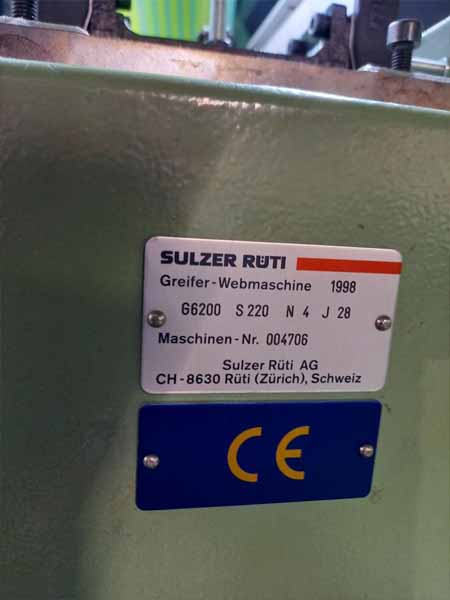 SULZER RÜTI
Greifer-Webmaschine 1998
G6200 S 220 N 4 J 28
Maschinen-Nr. 004706
Sulzer Rüti AG
CH-8630 Rüti (Zürich), Schweiz
CE